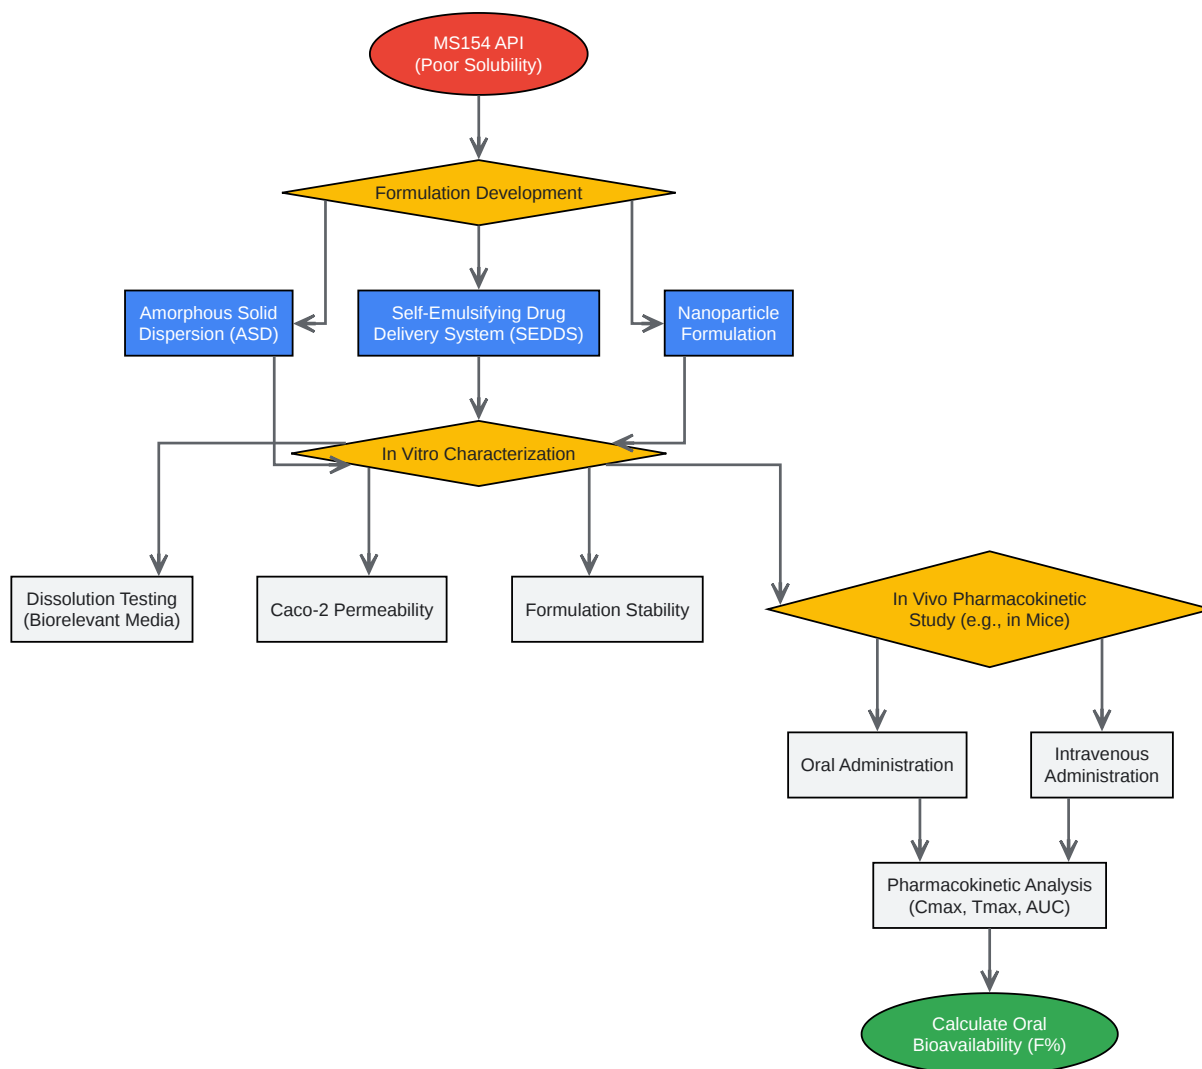 MS154 API
(Poor Solubility)
Formulation Development
Amorphous Solid
Dispersion (ASD)
Self-Emulsifying Drug
Delivery System (SEDDS)
Nanoparticle
Formulation
In Vitro Characterization
Dissolution Testing
(Biorelevant Media)
Caco-2 Permeability
Formulation Stability
In Vivo Pharmacokinetic
Study (e.g., in Mice)
Oral Administration
Intravenous
Administration
Pharmacokinetic Analysis
(Cmax, Tmax, AUC)
Calculate Oral
Bioavailability (F%)